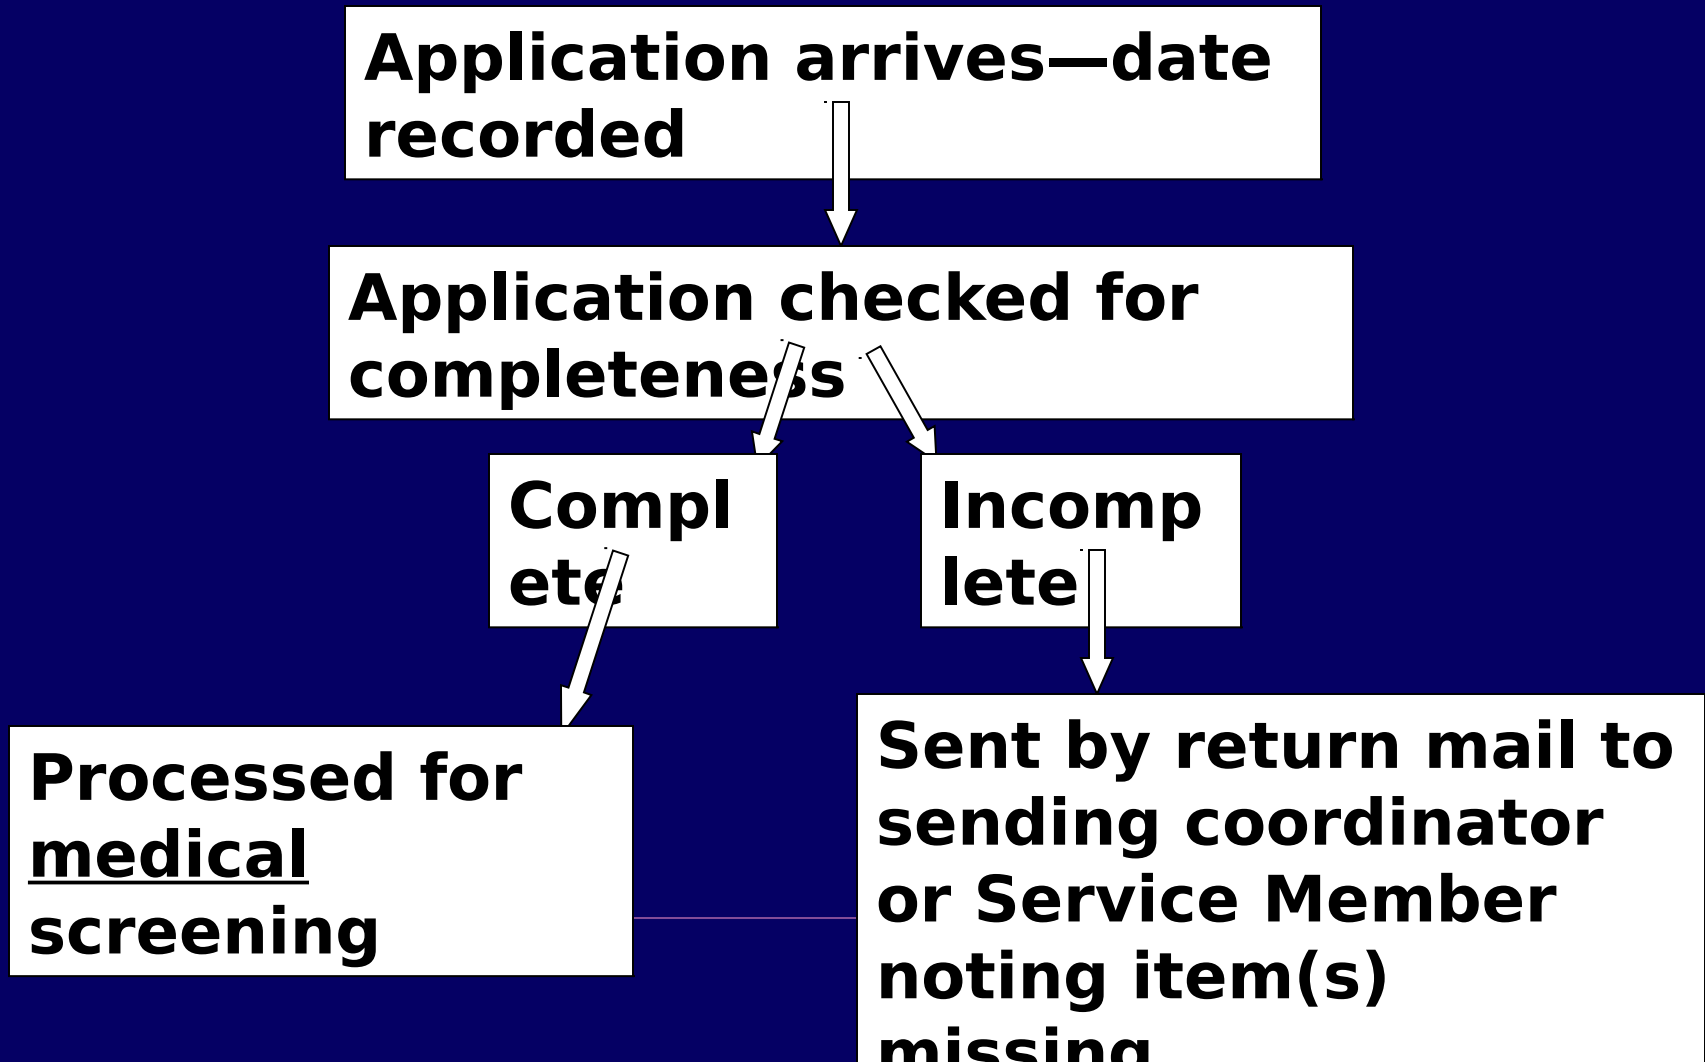 Application arrives—date
recorded
Application checked for
completeness
Compl
ete
Incomp
lete
Processed for
medical
screening
Sent by return mail to
sending coordinator
or Service Member
noting item(s)
missing